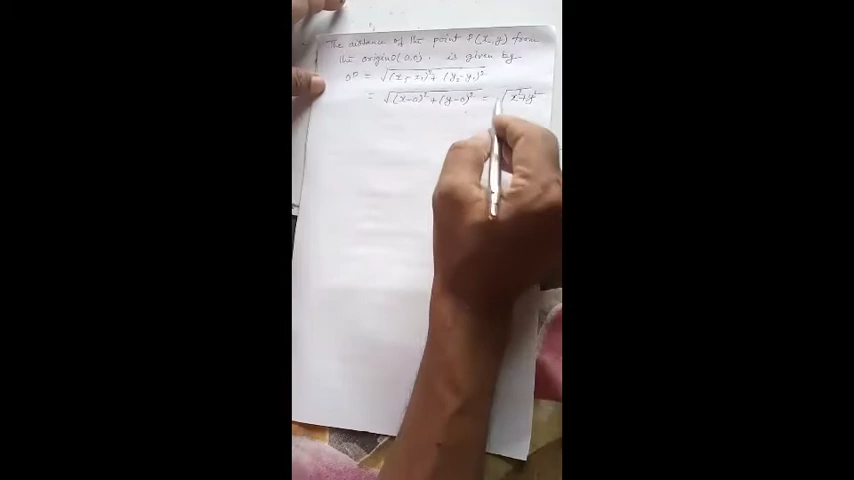 The distance of the point P(x, y) from
the origin O(0,0). is given by
OP = √(x₂-x₁)²+ (y₂-y₁)²
= √(x-0)²+(y-0)² = √x²+y²